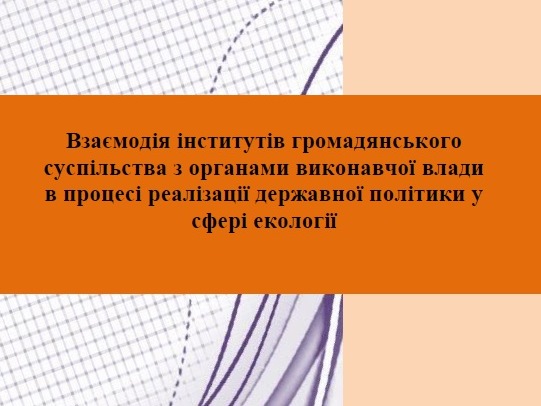 Взаємодія інститутів громадянського
суспільства з органами виконавчої влади
в процесі реалізації державної політики у
сфері екології